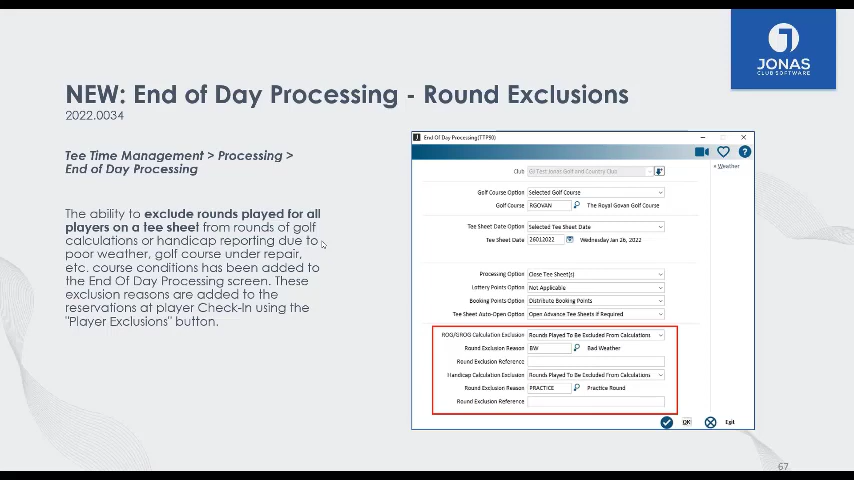 JONAS
CLUB SOFTWARE
NEW: End of Day Processing - Round Exclusions
2022.0034
Tee Time Management > Processing >
End of Day Processing
The ability to exclude rounds played for all
players on a tee sheet from rounds of golf
calculations or handicap reporting due to
poor weather, golf course under repair,
etc. course conditions has been added to
the End Of Day Processing screen. These
exclusion reasons are added to the
reservations at player Check-In using the
"Player Exclusions" button.
End Of Day Processing(TTP90)
« Weather
Club Test Jonas Golf and Country Club
Golf Course Option Selected Golf Course
Golf Course RGOVAN The Royal Govan Golf Course
Tee Sheet Date Option Selected Tee Sheet Date
Tee Sheet Date 26012022 Wednesday Jan 26, 2022
Processing Option Close Tee Sheet(s)
Lottery Points Option Not Applicable
Booking Points Option Distribute Booking Points
Tee Sheet Auto-Open Option Open Advance Tee Sheets If Required
ROG/GROG Calculation Exclusion Rounds Played To Be Excluded From Calculations
Round Exclusion Reason BW Bad Weather
Round Exclusion Reference
Handicap Calculation Exclusion Rounds Played To Be Excluded From Calculations
Round Exclusion Reason PRACTICE Practice Round
Round Exclusion Reference
OK Exit
67